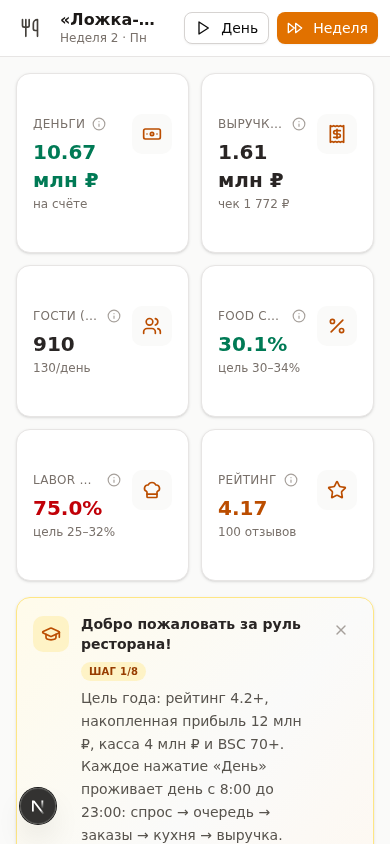 «Ложка-...
Неделя 2 · Пн
День
Неделя
ДЕНЬГИ
10.67
млн ₽
на счёте
ВЫРУЧК...
1.61
млн ₽
чек 1 772 ₽
ГОСТИ (...
910
130/день
FOOD C...
30.1%
цель 30–34%
LABOR ...
75.0%
цель 25–32%
РЕЙТИНГ
4.17
100 отзывов
Добро пожаловать за руль
ресторана!
ШАГ 1/8
Цель года: рейтинг 4.2+,
накопленная прибыль 12 млн
₽, касса 4 млн ₽ и BSC 70+.
Каждое нажатие «День»
проживает день с 8:00 до
23:00: спрос → очередь →
заказы → кухня → выручка.
N